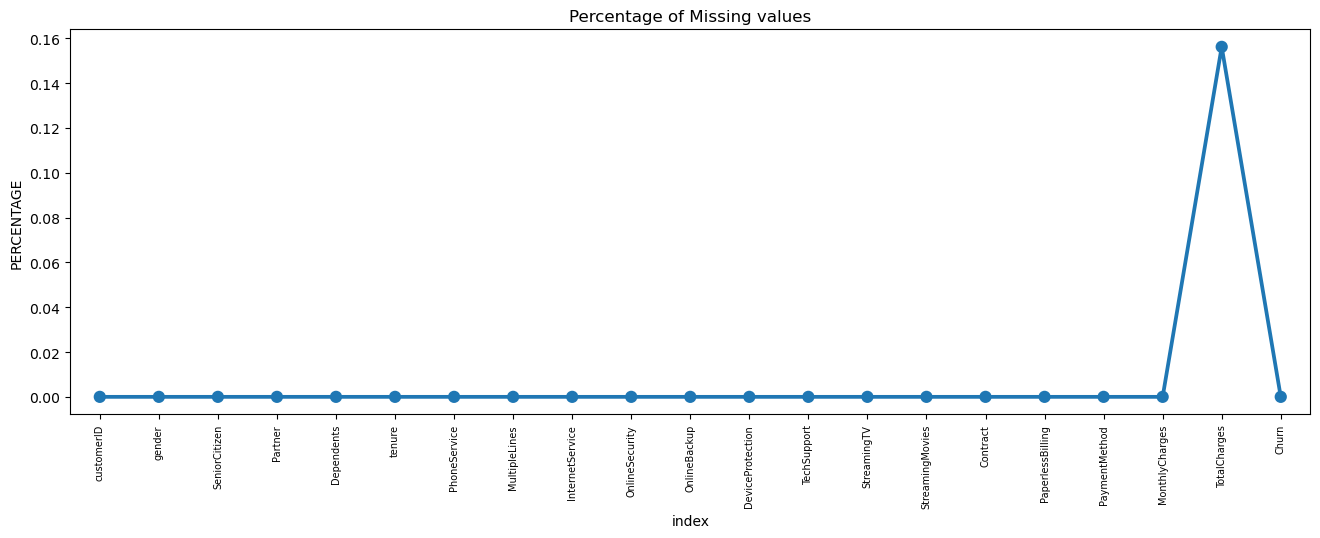 Percentage of Missing values
PERCENTAGE
0.16
0.14
0.12
0.10
0.08
0.06
0.04
0.02
0.00
customerID
gender
SeniorCitizen
Partner
Dependents
tenure
PhoneService
MultipleLines
InternetService
OnlineSecurity
OnlineBackup
DeviceProtection
TechSupport
StreamingTV
StreamingMovies
Contract
PaperlessBilling
PaymentMethod
MonthlyCharges
TotalCharges
Churn
index